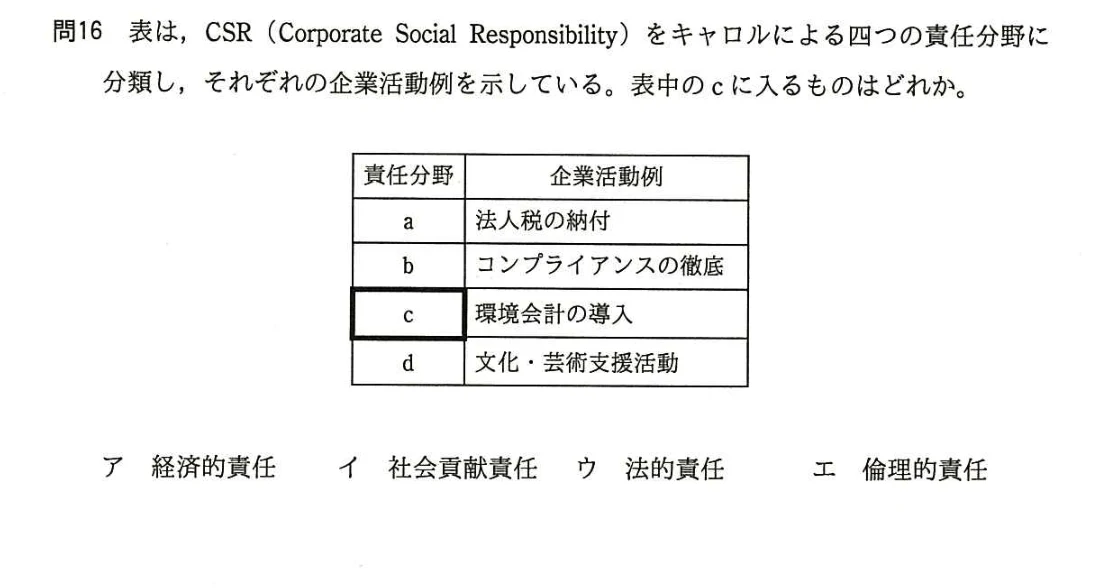 問16 表は，CSR（Corporate Social Responsibility）をキャロルによる四つの責任分野に
分類し，それぞれの企業活動例を示している。表中のcに入るものはどれか。
責任分野 企業活動例
a 法人税の納付
b コンプライアンスの徹底
c 環境会計の導入
d 文化・芸術支援活動
ア 経済的責任 イ 社会貢献責任 ウ 法的責任 エ 倫理的責任